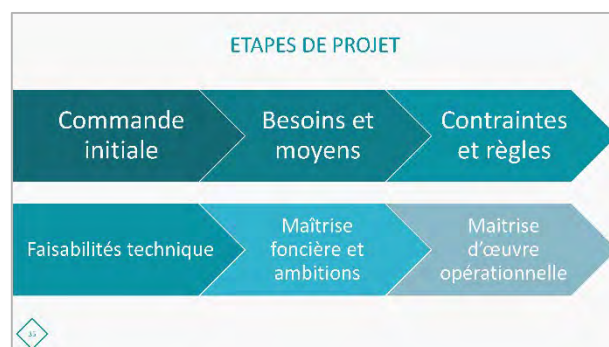 ETAPES DE PROJET
Commande
initiale
Besoins et
moyens
Contraintes
et règles
Faisabilités technique
Maîtrise
foncière et
ambitions
Maitrise
d'œuvre
opérationnelle